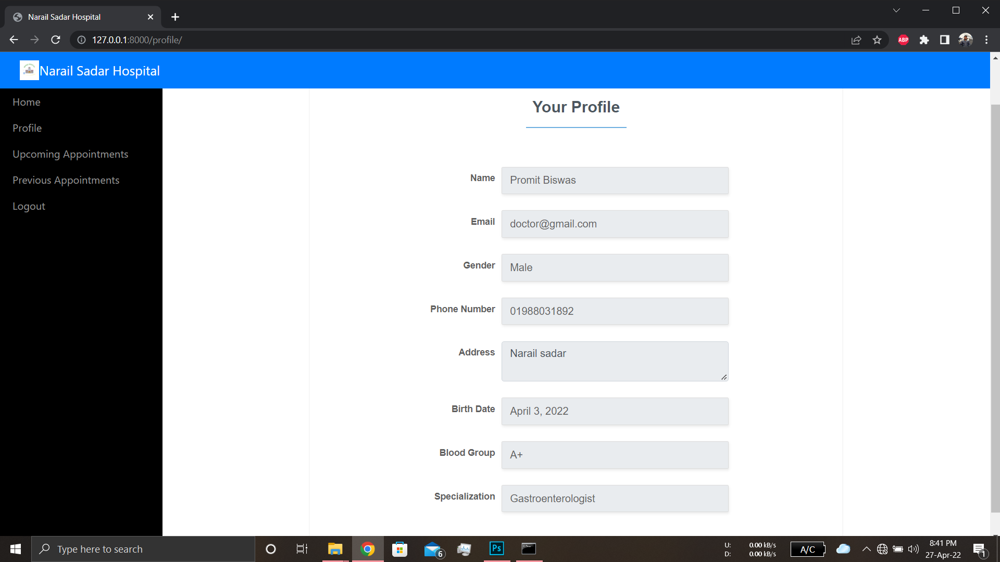 Narail Sadar Hospital
127.0.0.1:8000/profile/
ABP
Narail Sadar Hospital
Home
Profile
Upcoming Appointments
Previous Appointments
Logout
Your Profile
Name
Promit Biswas
Email
doctor@gmail.com
Gender
Male
Phone Number
01988031892
Address
Narail sadar
Birth Date
April 3, 2022
Blood Group
A+
Specialization
Gastroenterologist
Type here to search
6
Ps
U: 0.00 kB/s
D: 0.00 kB/s
A/C
8:41 PM
27-Apr-22
1